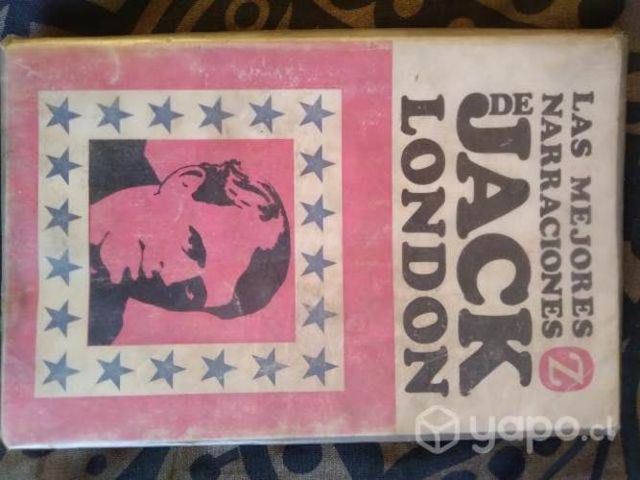 LAS MEJORES
NARRACIONES
DE JACK
LONDON
Z
yapo.cl